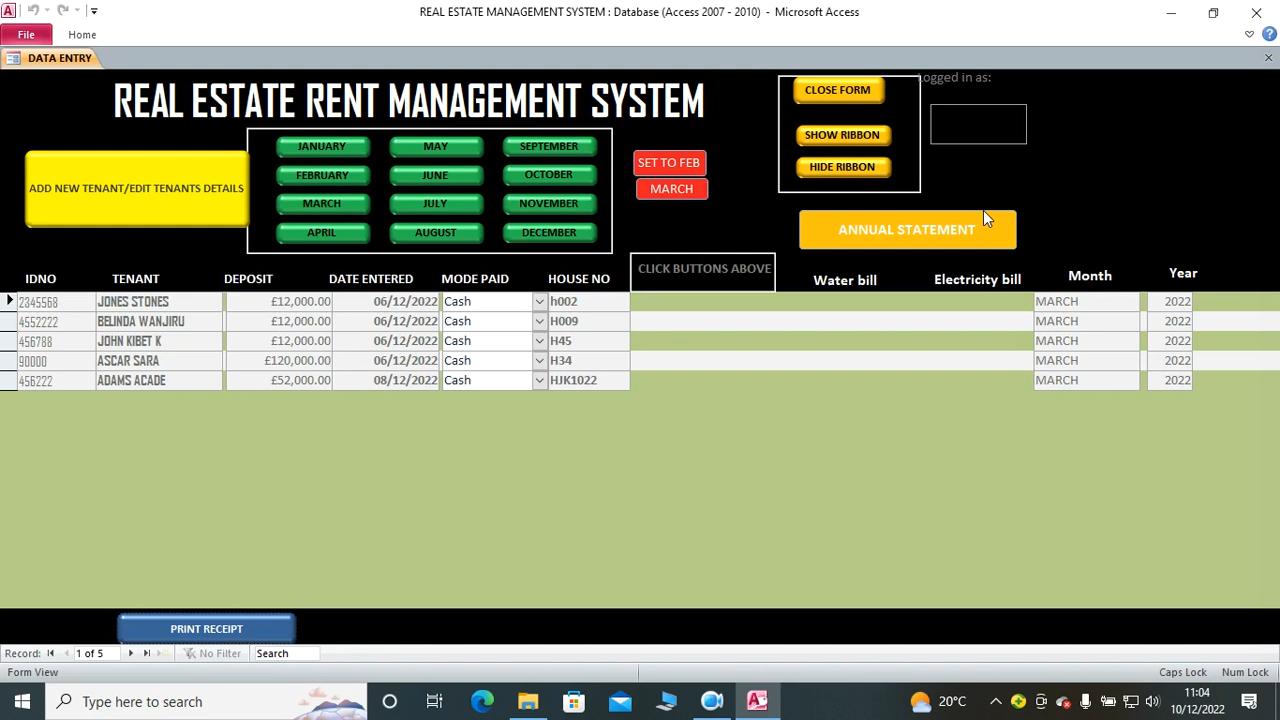 REAL ESTATE MANAGEMENT SYSTEM : Database (Access 2007 - 2010) - Microsoft Access
File Home
DATA ENTRY
REAL ESTATE RENT MANAGEMENT SYSTEM
CLOSE FORM
SHOW RIBBON
HIDE RIBBON
Logged in as:
ADD NEW TENANT/EDIT TENANTS DETAILS
JANUARY MAY SEPTEMBER
FEBRUARY JUNE OCTOBER
MARCH JULY NOVEMBER
APRIL AUGUST DECEMBER
SET TO FEB
MARCH
ANNUAL STATEMENT
IDNO TENANT DEPOSIT DATE ENTERED MODE PAID HOUSE NO CLICK BUTTONS ABOVE Water bill Electricity bill Month Year
2345568 JONES STONES £12,000.00 06/12/2022 Cash h002 MARCH 2022
4552222 BELINDA WANJIRU £12,000.00 06/12/2022 Cash H009 MARCH 2022
456788 JOHN KIBET K £12,000.00 06/12/2022 Cash H45 MARCH 2022
90000 ASCAR SARA £120,000.00 06/12/2022 Cash H34 MARCH 2022
456222 ADAMS ACADE £52,000.00 08/12/2022 Cash HJK1022 MARCH 2022
PRINT RECEIPT
Record: 1 of 5 No Filter Search
Form View Caps Lock Num Lock
Type here to search 20°C 11:04
10/12/2022